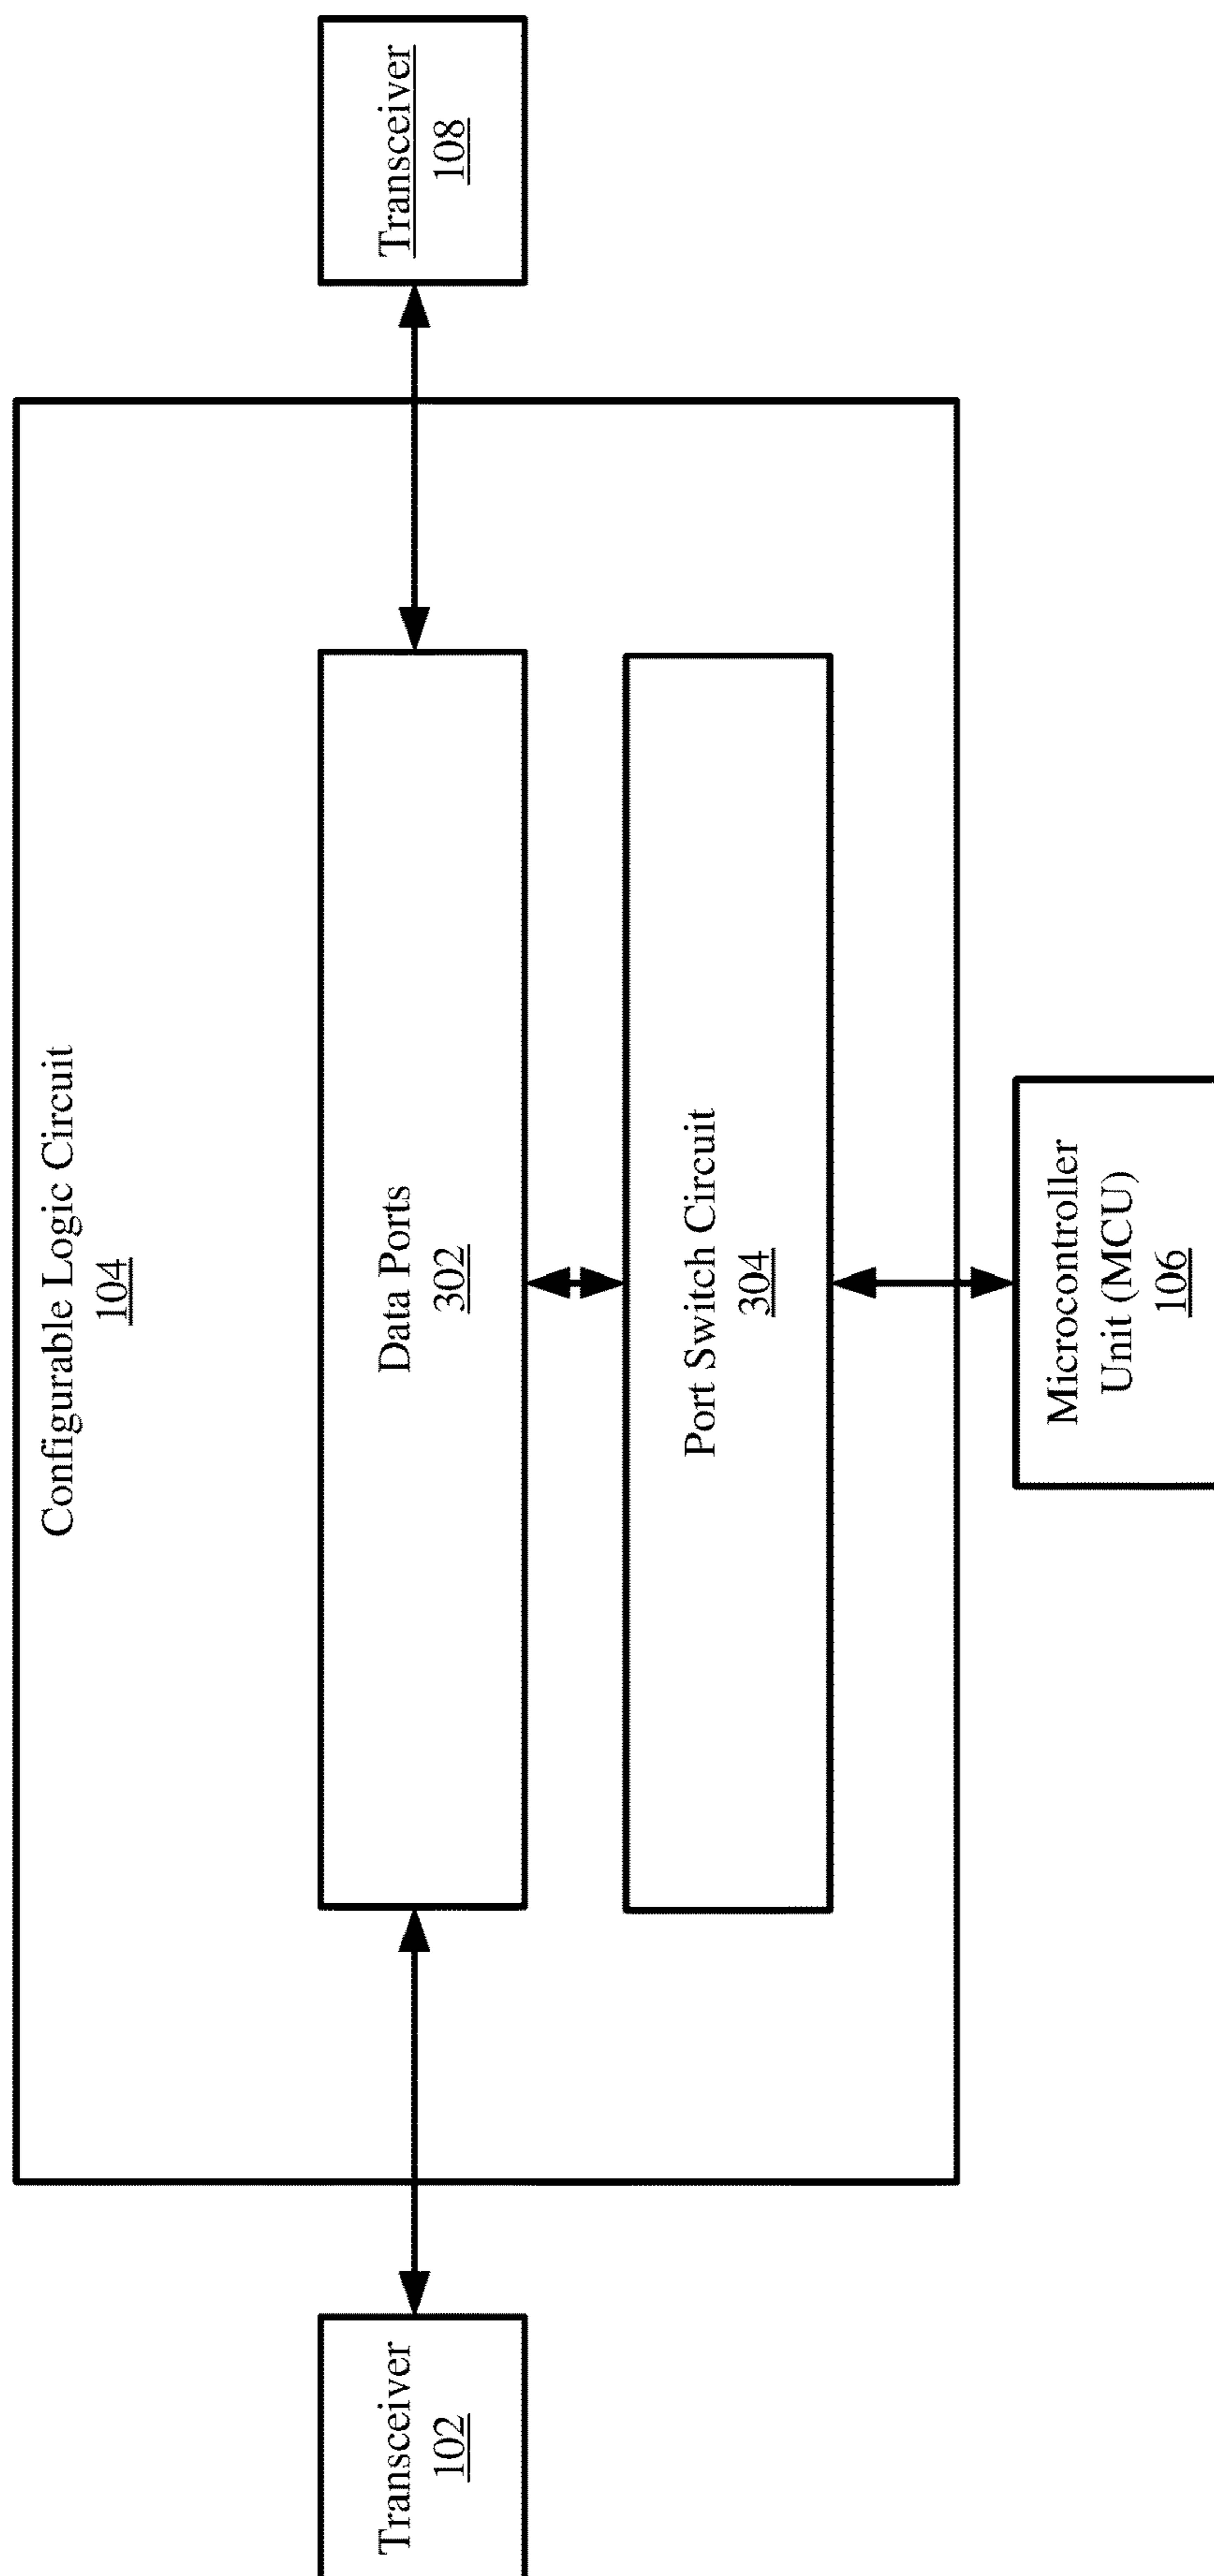 Configurable Logic Circuit
104
Transceiver
102
Data Ports
302
Transceiver
108
Port Switch Circuit
304
Microcontroller
Unit (MCU)
106